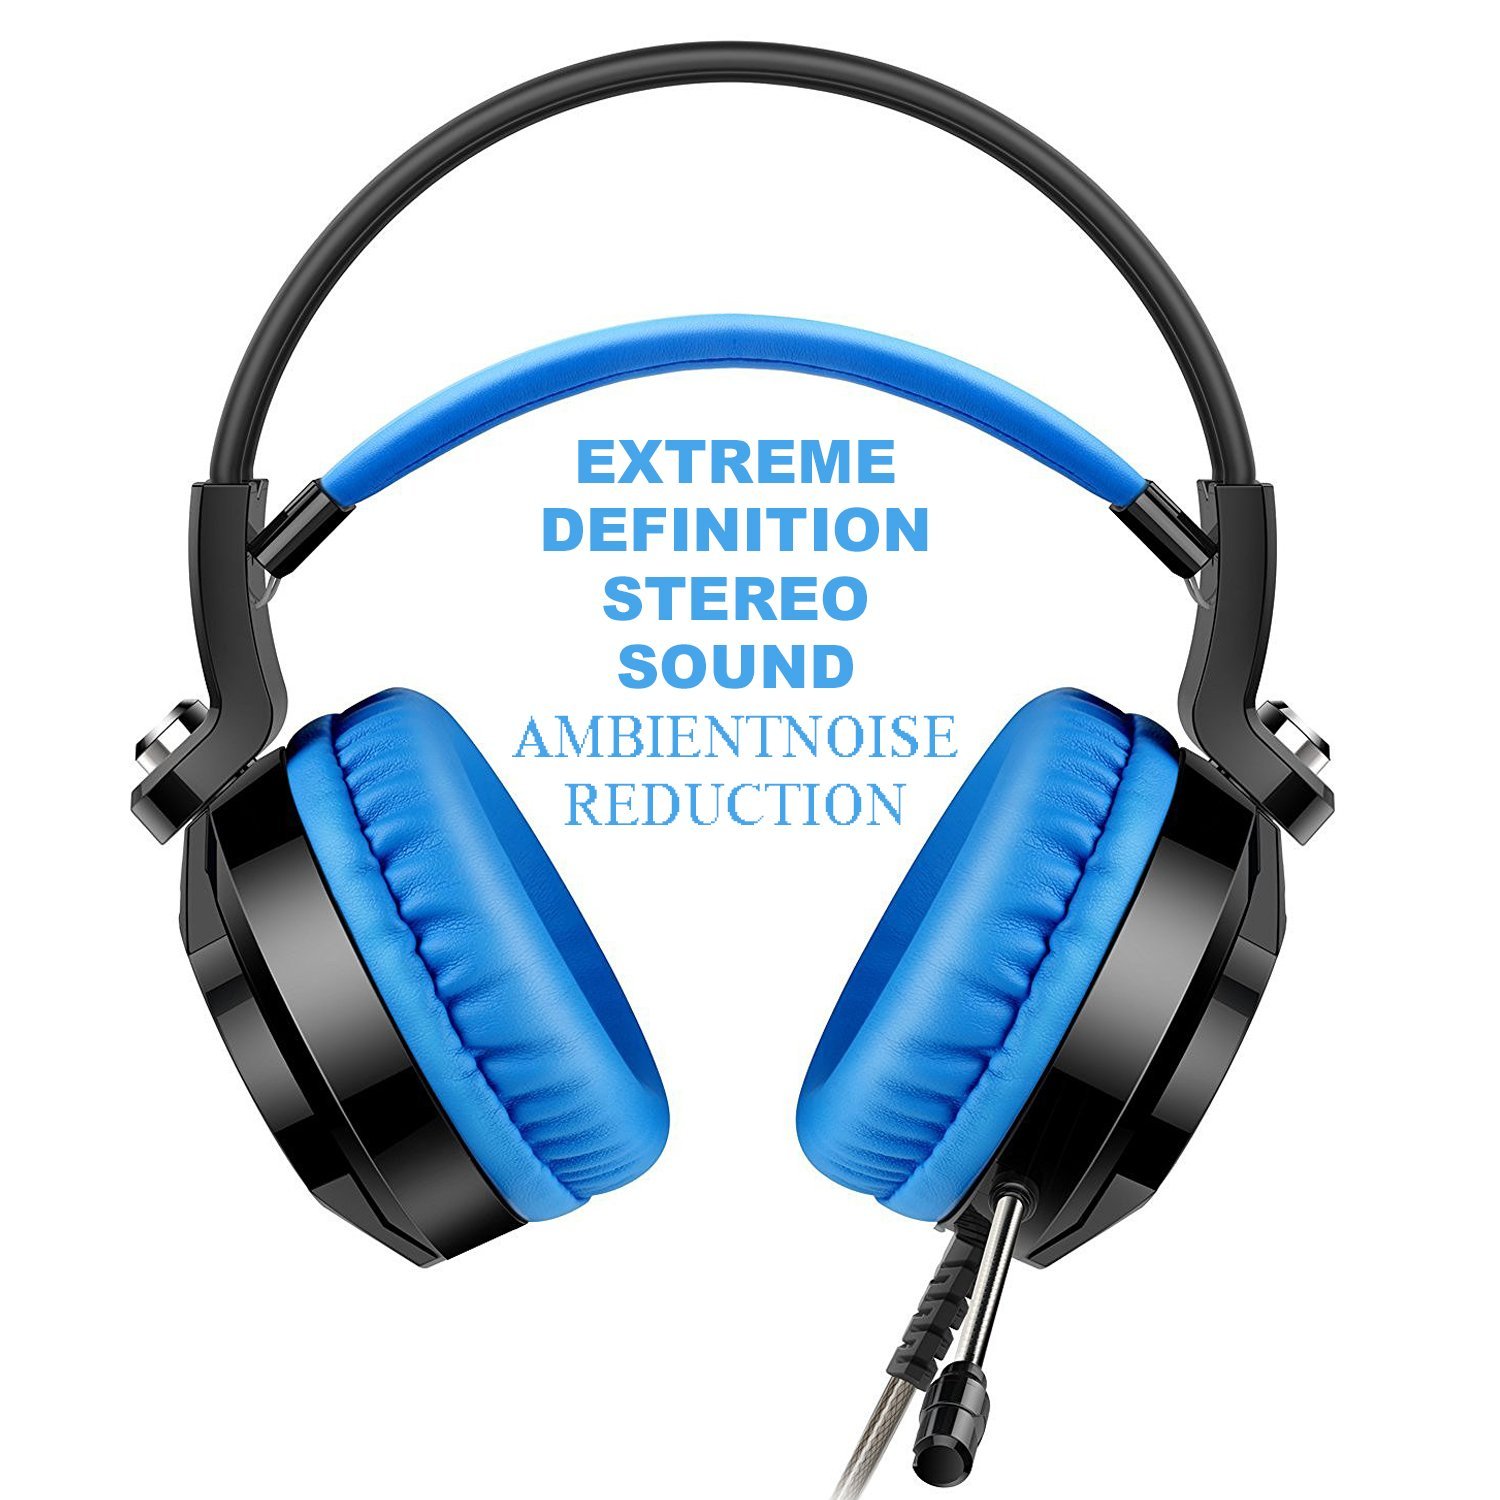 EXTREME
DEFINITION
STEREO
SOUND
AMBIENTNOISE
REDUCTION